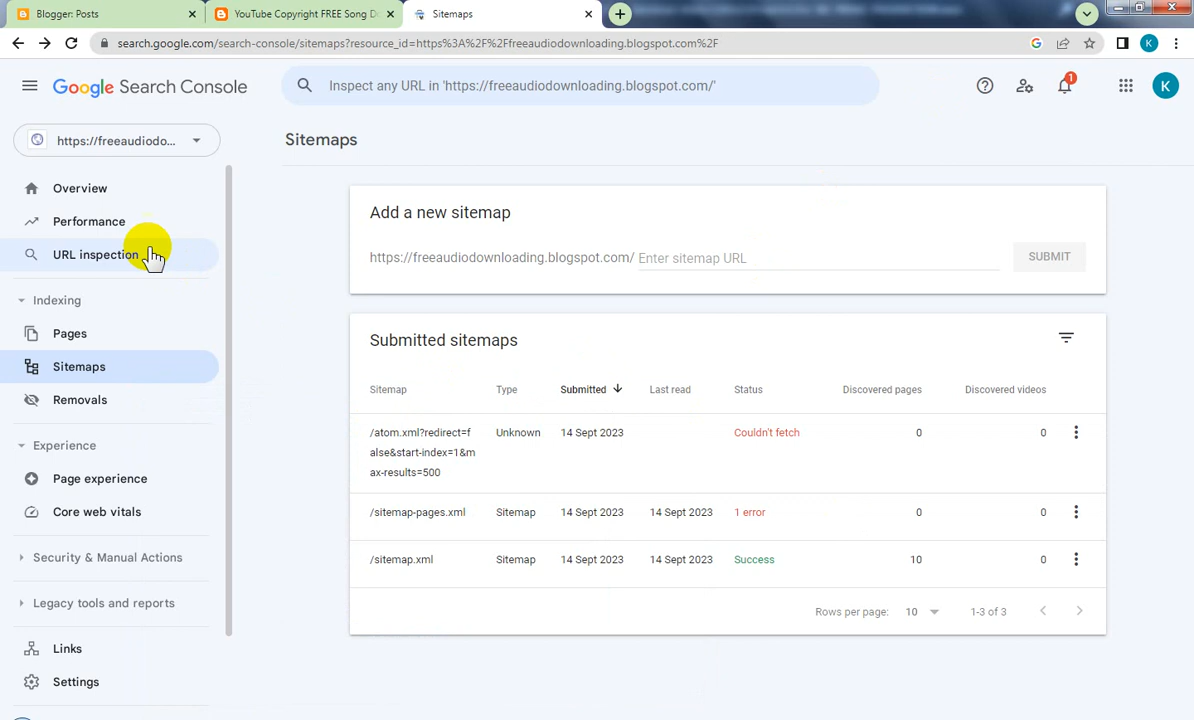 Blogger: Posts
YouTube Copyright FREE Song D
Sitemaps
search.google.com/search-console/sitemaps?resource_id=https%3A%2F%2Ffreeaudiodownloading.blogspot.com%2F
K
Google Search Console
Inspect any URL in 'https://freeaudiodownloading.blogspot.com/'
1
K
https://freeaudiodo...
Sitemaps
Overview
Performance
URL inspection
Indexing
Pages
Sitemaps
Removals
Experience
Page experience
Core web vitals
Security & Manual Actions
Legacy tools and reports
Links
Settings
Add a new sitemap
https://freeaudiodownloading.blogspot.com/ Enter sitemap URL
SUBMIT
Submitted sitemaps
Sitemap Type Submitted Last read Status Discovered pages Discovered videos
/atom.xml?redirect=f Unknown 14 Sept 2023 Couldn't fetch 0 0
alse&start-index=1&m
ax-results=500
/sitemap-pages.xml Sitemap 14 Sept 2023 14 Sept 2023 1 error 0 0
/sitemap.xml Sitemap 14 Sept 2023 14 Sept 2023 Success 10 0
Rows per page: 10 1-3 of 3